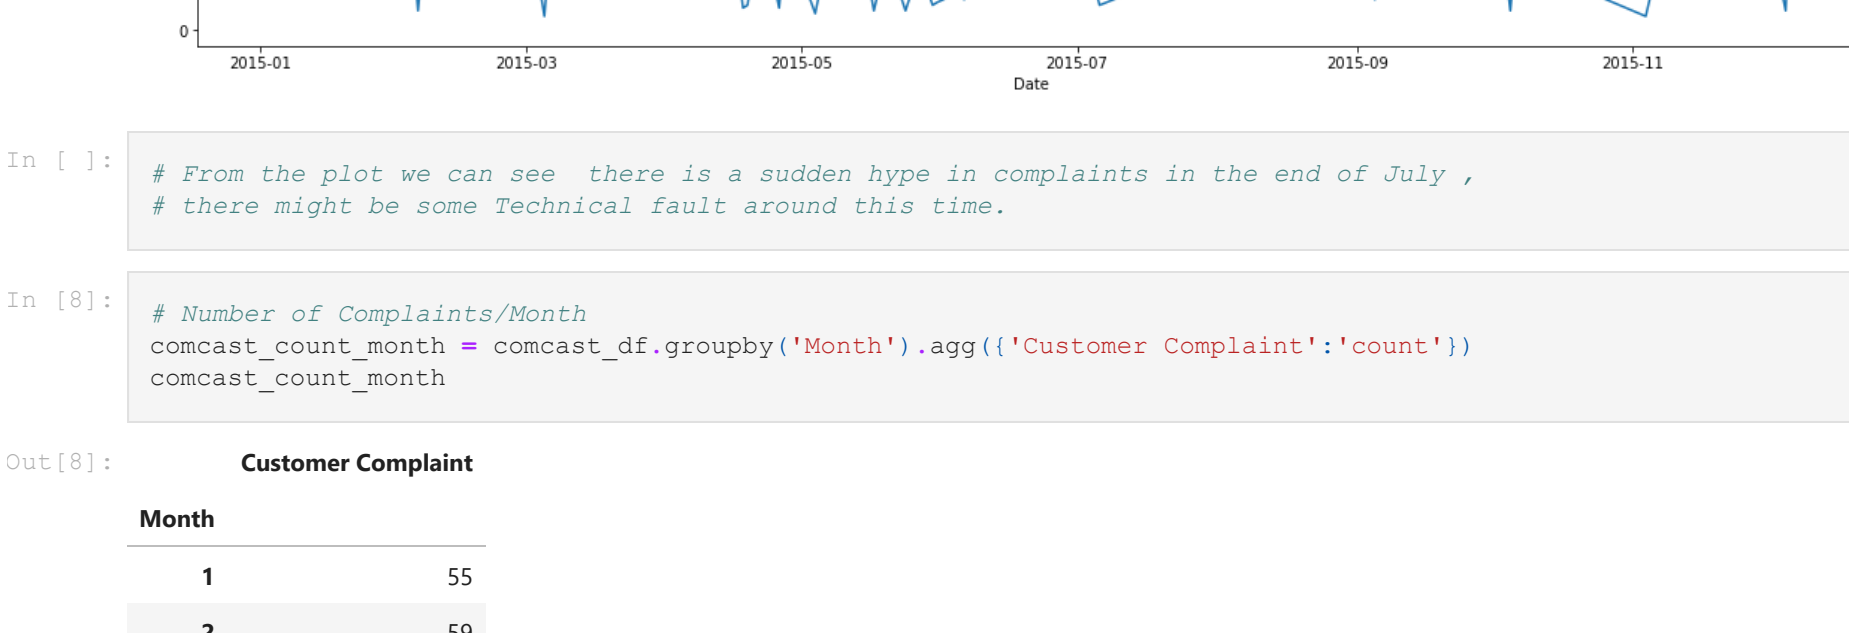 0
2015-01 2015-03 2015-05 2015-07 2015-09 2015-11
Date
In [ ]:
# From the plot we can see  there is a sudden hype in complaints in the end of July ,
# there might be some Technical fault around this time.
In [8]:
# Number of Complaints/Month
comcast_count_month = comcast_df.groupby('Month').agg({'Customer Complaint':'count'})
comcast_count_month
Out[8]:
Customer Complaint
Month
1 55
2 59